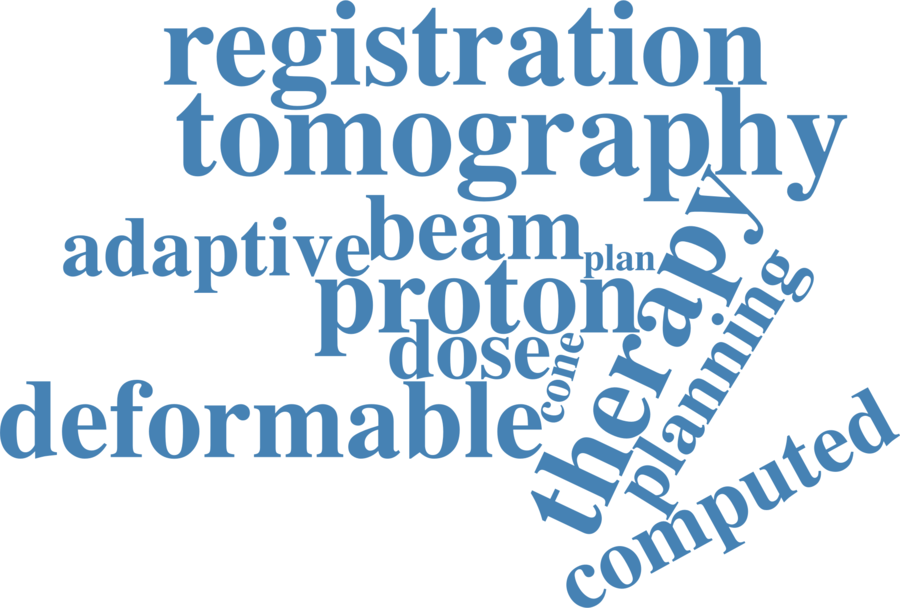 registration
tomography
adaptive
beam
plan
proton
therapy
planning
dose
cone
deformable
computed